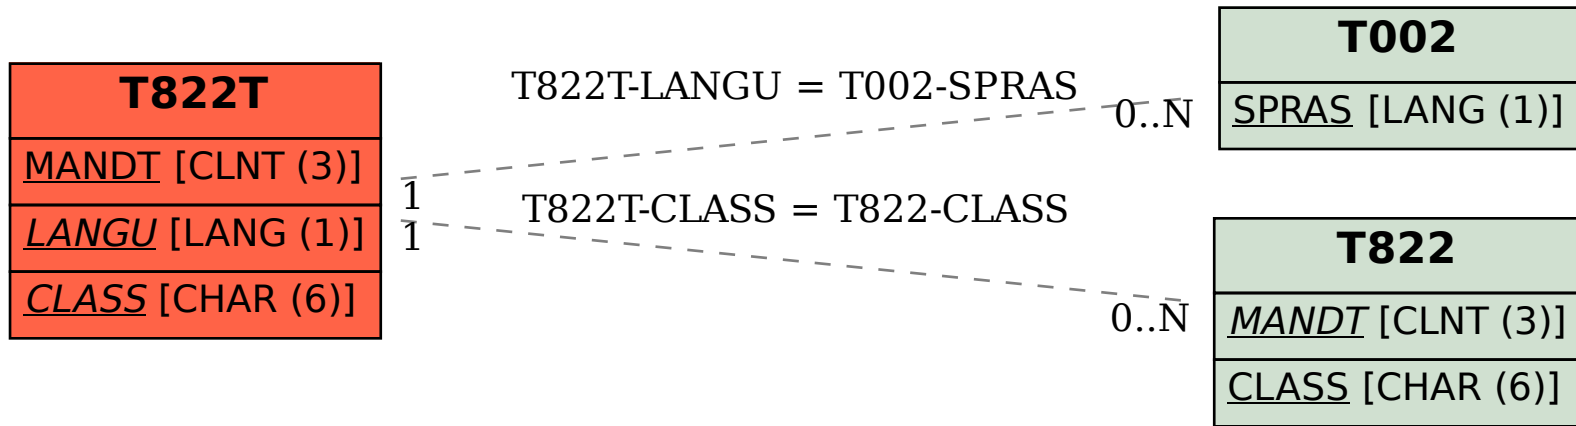 T822T
MANDT [CLNT (3)]
LANGU [LANG (1)]
CLASS [CHAR (6)]
T822T-LANGU = T002-SPRAS
0..N
1
T822T-CLASS = T822-CLASS
1
0..N
T002
SPRAS [LANG (1)]
T822
MANDT [CLNT (3)]
CLASS [CHAR (6)]